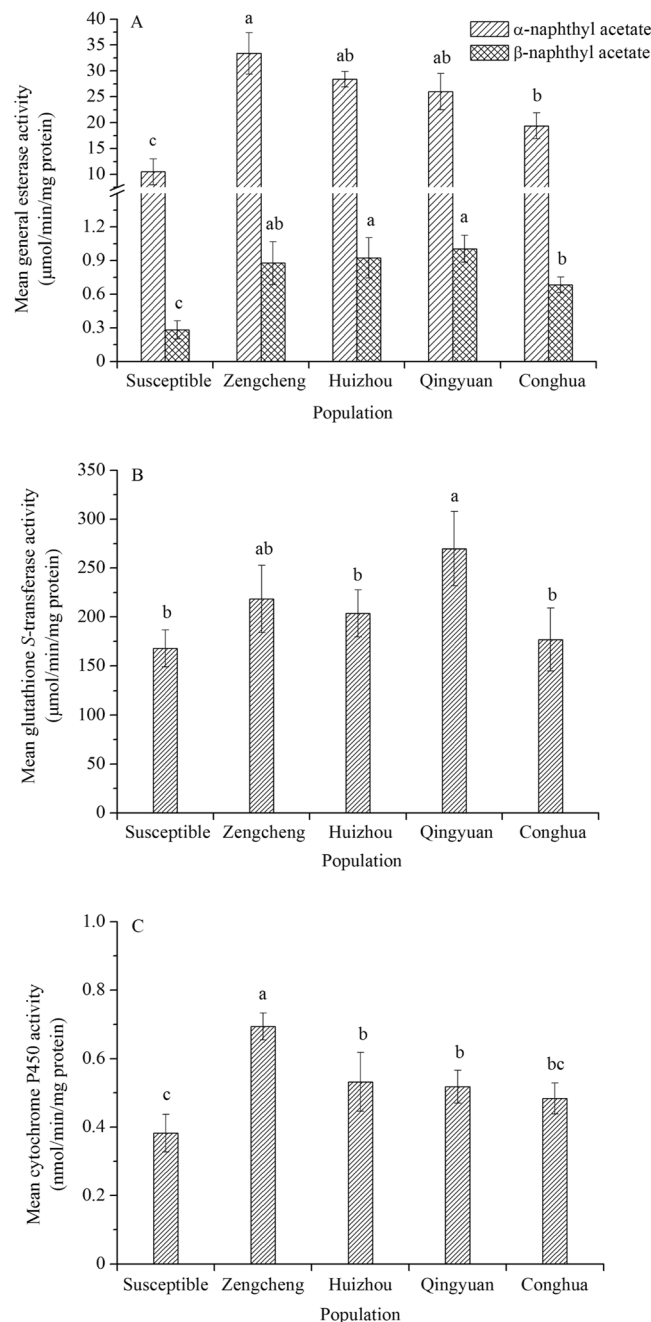 A
α-naphthyl acetate
β-naphthyl acetate
Mean general esterase activity
(μmol/min/mg protein)
40
35
30
25
20
15
10
1.2
0.9
0.6
0.3
0
c
a
ab
ab
b
c
ab
a
a
b
Susceptible Zengcheng Huizhou Qingyuan Conghua
Population
B
Mean glutathione S-transferase activity
(μmol/min/mg protein)
350
300
250
200
150
100
50
0
b
ab
b
a
b
Susceptible Zengcheng Huizhou Qingyuan Conghua
Population
C
Mean cytochrome P450 activity
(nmol/min/mg protein)
1.0
0.8
0.6
0.4
0.2
0
c
a
b
b
bc
Susceptible Zengcheng Huizhou Qingyuan Conghua
Population